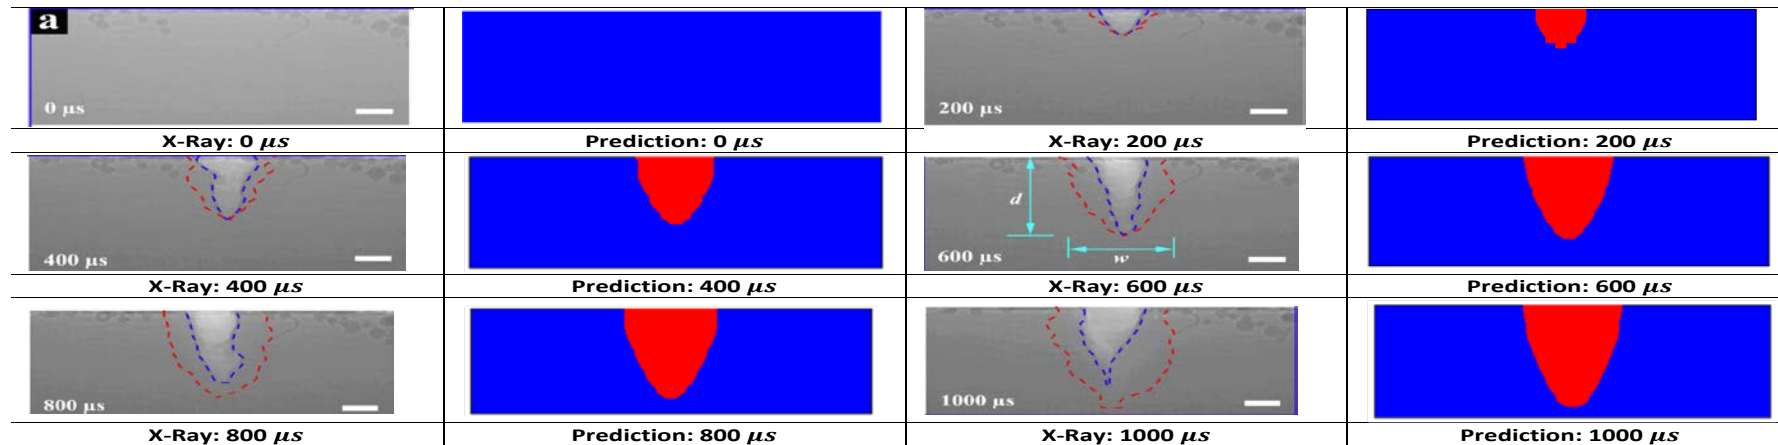 a
0 µs
200 µs
X-Ray: 0 µs
Prediction: 0 µs
X-Ray: 200 µs
Prediction: 200 µs
d
w
400 µs
600 µs
X-Ray: 400 µs
Prediction: 400 µs
X-Ray: 600 µs
Prediction: 600 µs
800 µs
1000 µs
X-Ray: 800 µs
Prediction: 800 µs
X-Ray: 1000 µs
Prediction: 1000 µs